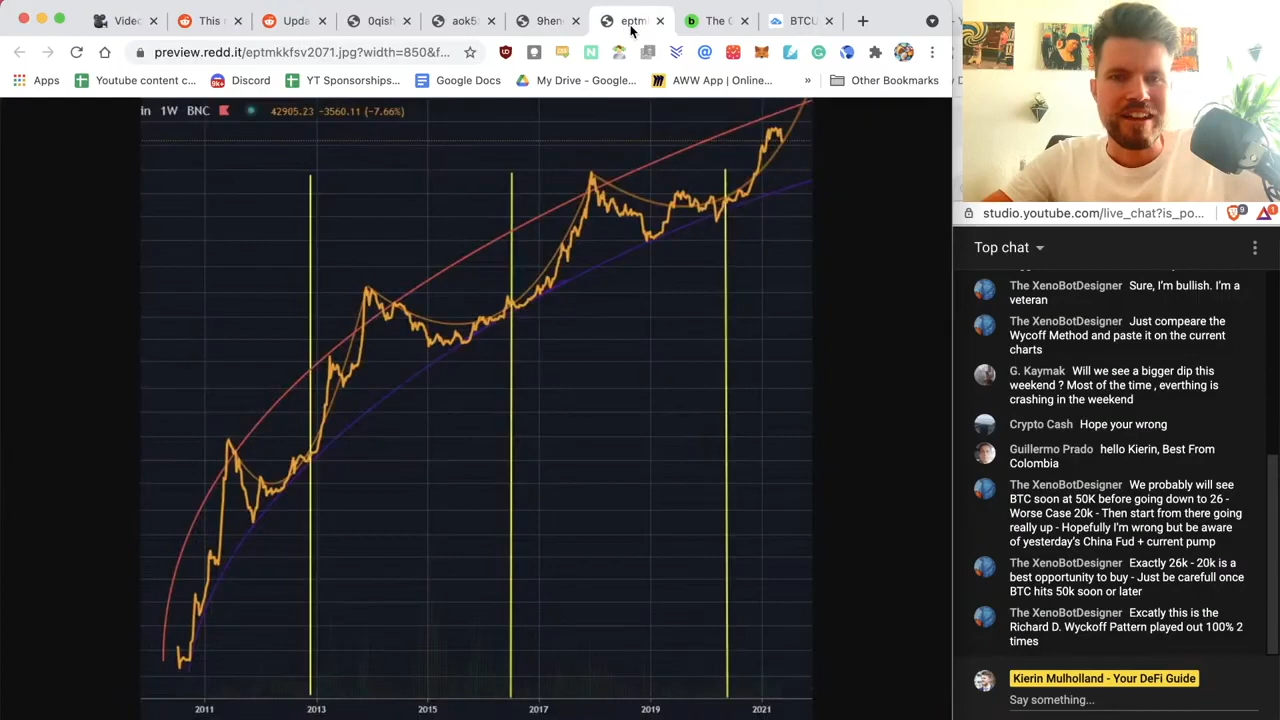 Video
This r
Upda
0qish
aok5
9hen
eptm
The C
BTCU
preview.redd.it/eptmkkfsv2071.jpg?width=850&f...
Apps
Youtube content c...
Discord
YT Sponsorships...
Google Docs
My Drive - Google...
AWW App | Online...
»
Other Bookmarks
in 1W BNC 42905.23 −3560.11 (−7.66%)
2011
2013
2015
2017
2019
2021
studio.youtube.com/live_chat?is_po...
Top chat
The XenoBotDesigner Sure, I'm bullish. I'm a
veteran
The XenoBotDesigner Just compeare the
Wycoff Method and paste it on the current
charts
G. Kaymak Will we see a bigger dip this
weekend ? Most of the time , everthing is
crashing in the weekend
Crypto Cash Hope your wrong
Guillermo Prado hello Kierin, Best From
Colombia
The XenoBotDesigner We probably will see
BTC soon at 50K before going down to 26 -
Worse Case 20k - Then start from there going
really up - Hopefully I'm wrong but be aware
of yesterday's China Fud + current pump
The XenoBotDesigner Exactly 26k - 20k is a
best opportunity to buy - Just be carefull once
BTC hits 50k soon or later
The XenoBotDesigner Excatly this is the
Richard D. Wyckoff Pattern played out 100% 2
times
Kierin Mulholland - Your DeFi Guide
Say something...